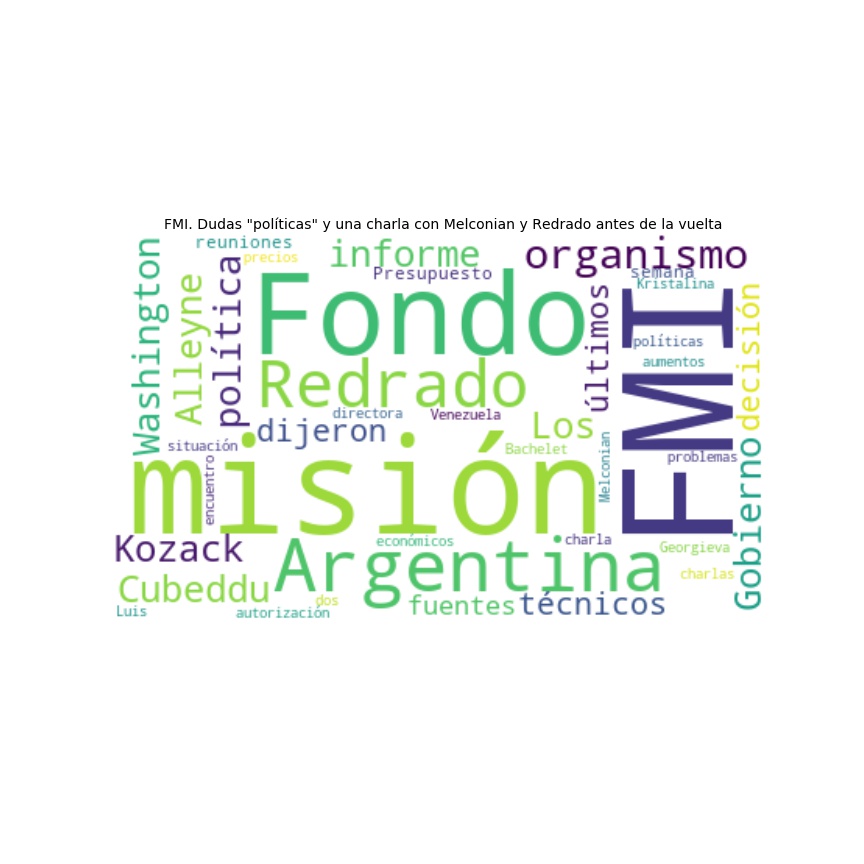 FMI. Dudas "políticas" y una charla con Melconian y Redrado antes de la vuelta
reuniones
precios
informe
organismo
Presupuesto
semana
Kristalina
Washington
Alleyne
política
Fondo
últimos
FMI
políticas
aumentos
decisión
Redrado
directora
Venezuela
dijeron
Los
situación
Bachelet
encuentro
misión
Melconian
problemas
Gobierno
Kozack
económicos
charla
Georgieva
Argentina
Cubeddu
charlas
Luis
autorización
dos
fuentes
técnicos